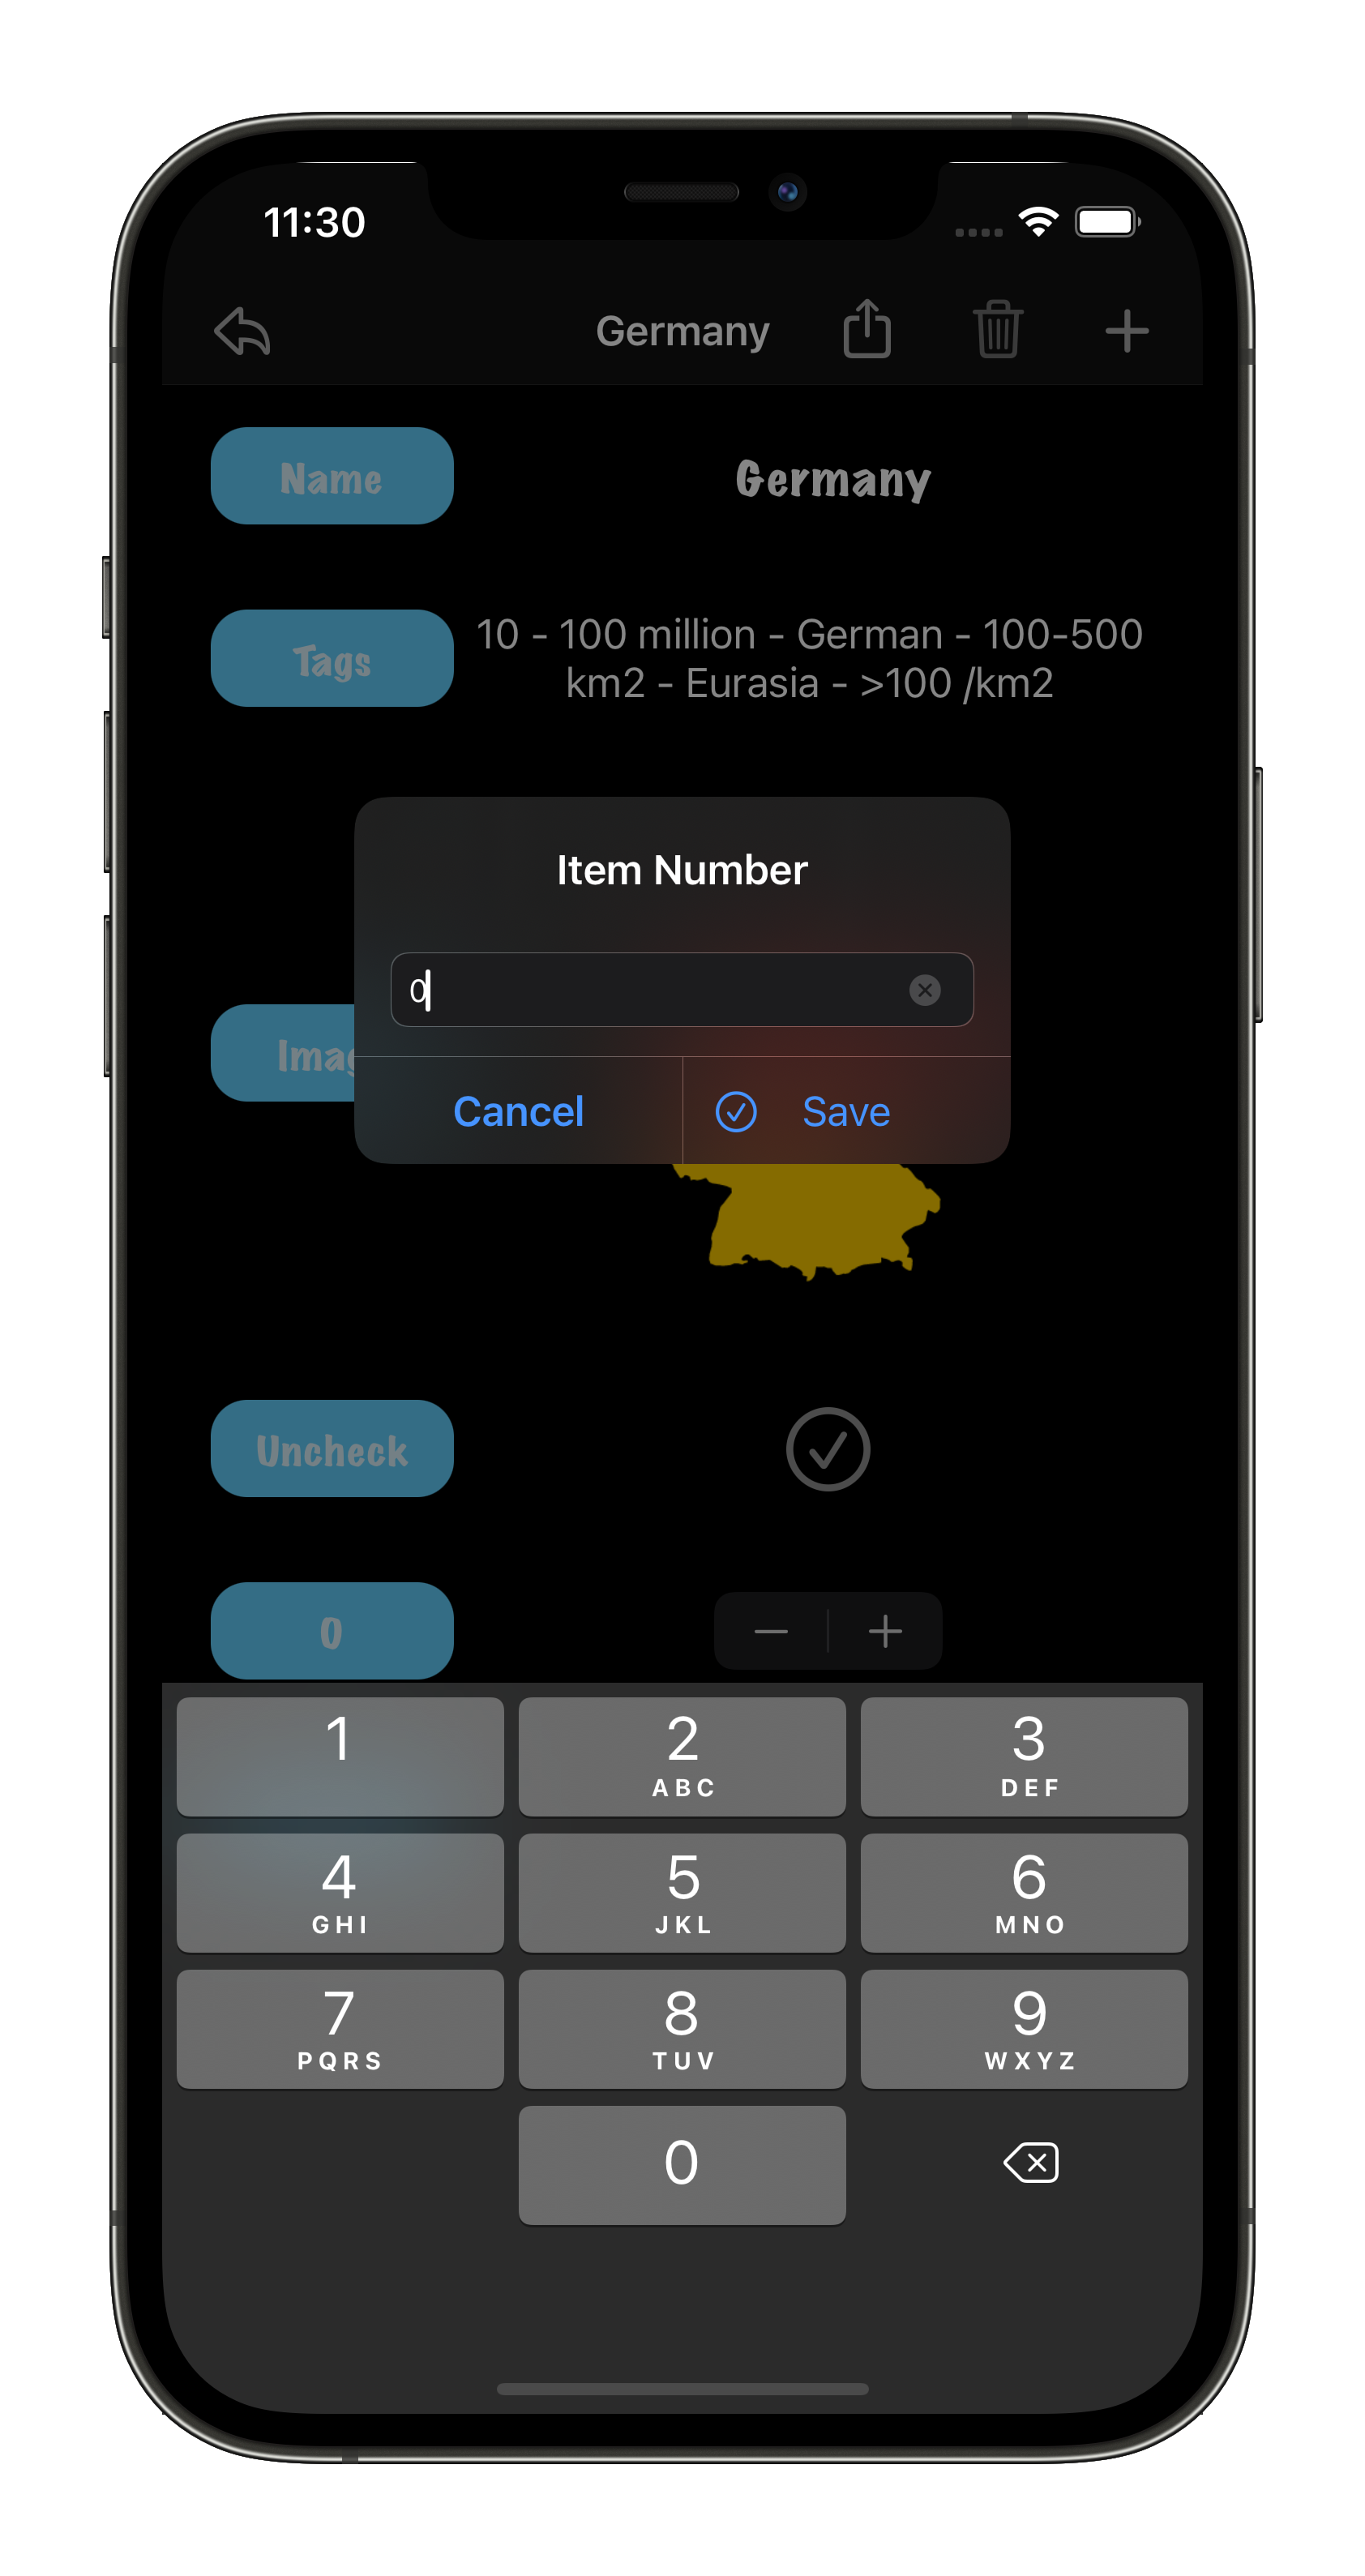 11:30
Germany
Name
Germany
Tags
10 - 100 million - German - 100-500
km2 - Eurasia - >100 /km2
Item Number
0
Imag
Cancel
Save
Uncheck
0
1
2
ABC
3
DEF
4
GHI
5
JKL
6
MNO
7
PQRS
8
TUV
9
WXYZ
0